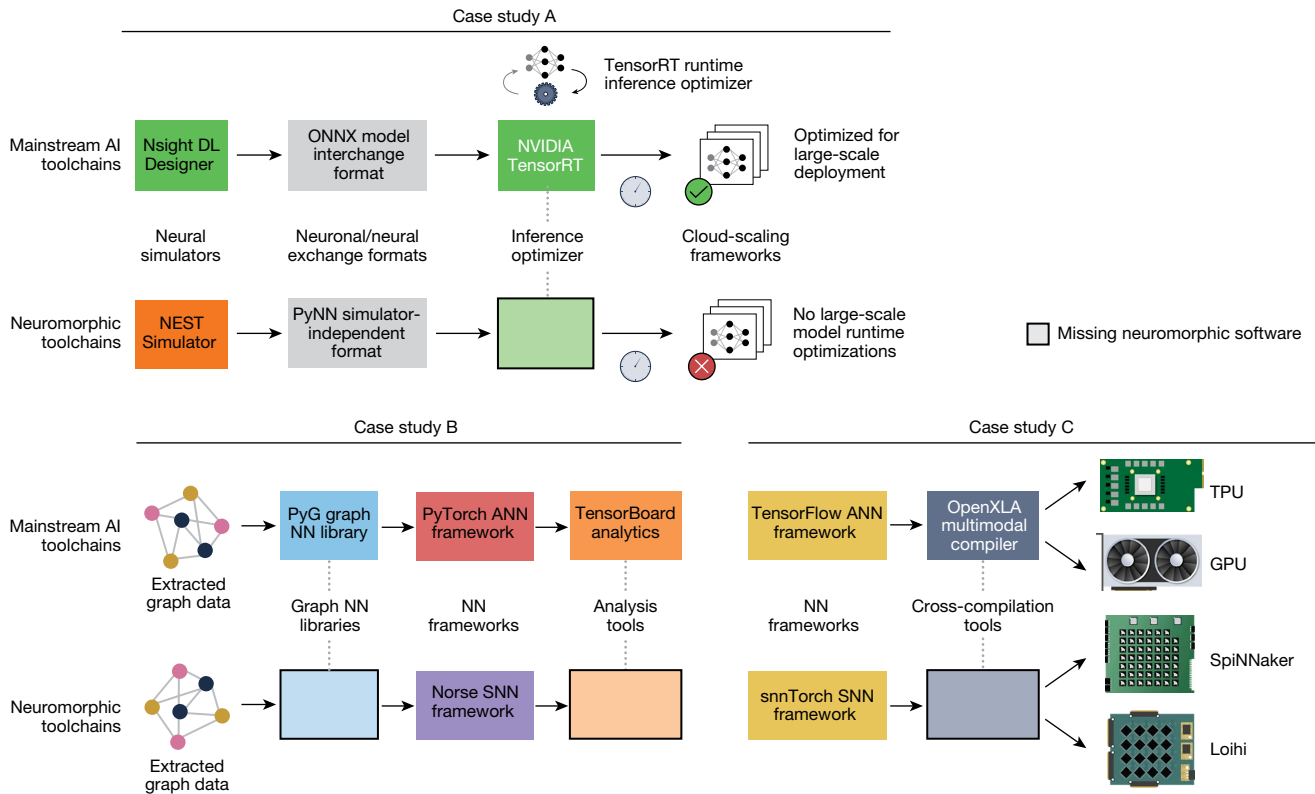 Case study A
TensorRT runtime
inference optimizer
Mainstream AI
toolchains
Nsight DL
Designer
ONNX model
interchange
format
NVIDIA
TensorRT
Optimized for
large-scale
deployment
Neural
simulators
Neuronal/neural
exchange formats
Inference
optimizer
Cloud-scaling
frameworks
Neuromorphic
toolchains
NEST
Simulator
PyNN simulator-
independent
format
No large-scale
model runtime
optimizations
Missing neuromorphic software
Case study B
Mainstream AI
toolchains
Extracted
graph data
PyG graph
NN library
PyTorch ANN
framework
TensorBoard
analytics
Graph NN
libraries
NN
frameworks
Analysis
tools
Neuromorphic
toolchains
Extracted
graph data
Norse SNN
framework
Case study C
TensorFlow ANN
framework
OpenXLA
multimodal
compiler
TPU
GPU
NN
frameworks
Cross-compilation
tools
snnTorch SNN
framework
SpiNNaker
Loihi